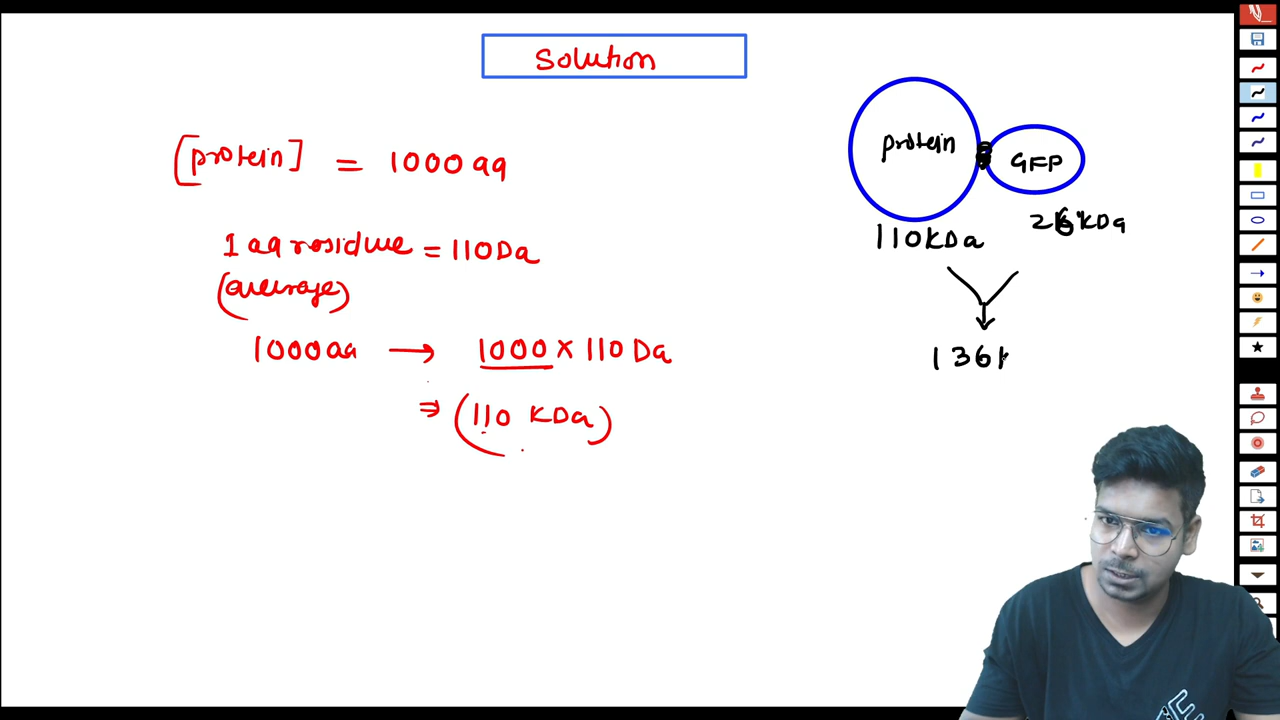 Solution
[protein] = 1000 aa
1 aa residue = 110 Da
(average)
1000 aa → 1000 × 110 Da
⇒ (110 KDa)
protein
GFP
26 KDa
110 KDa
136